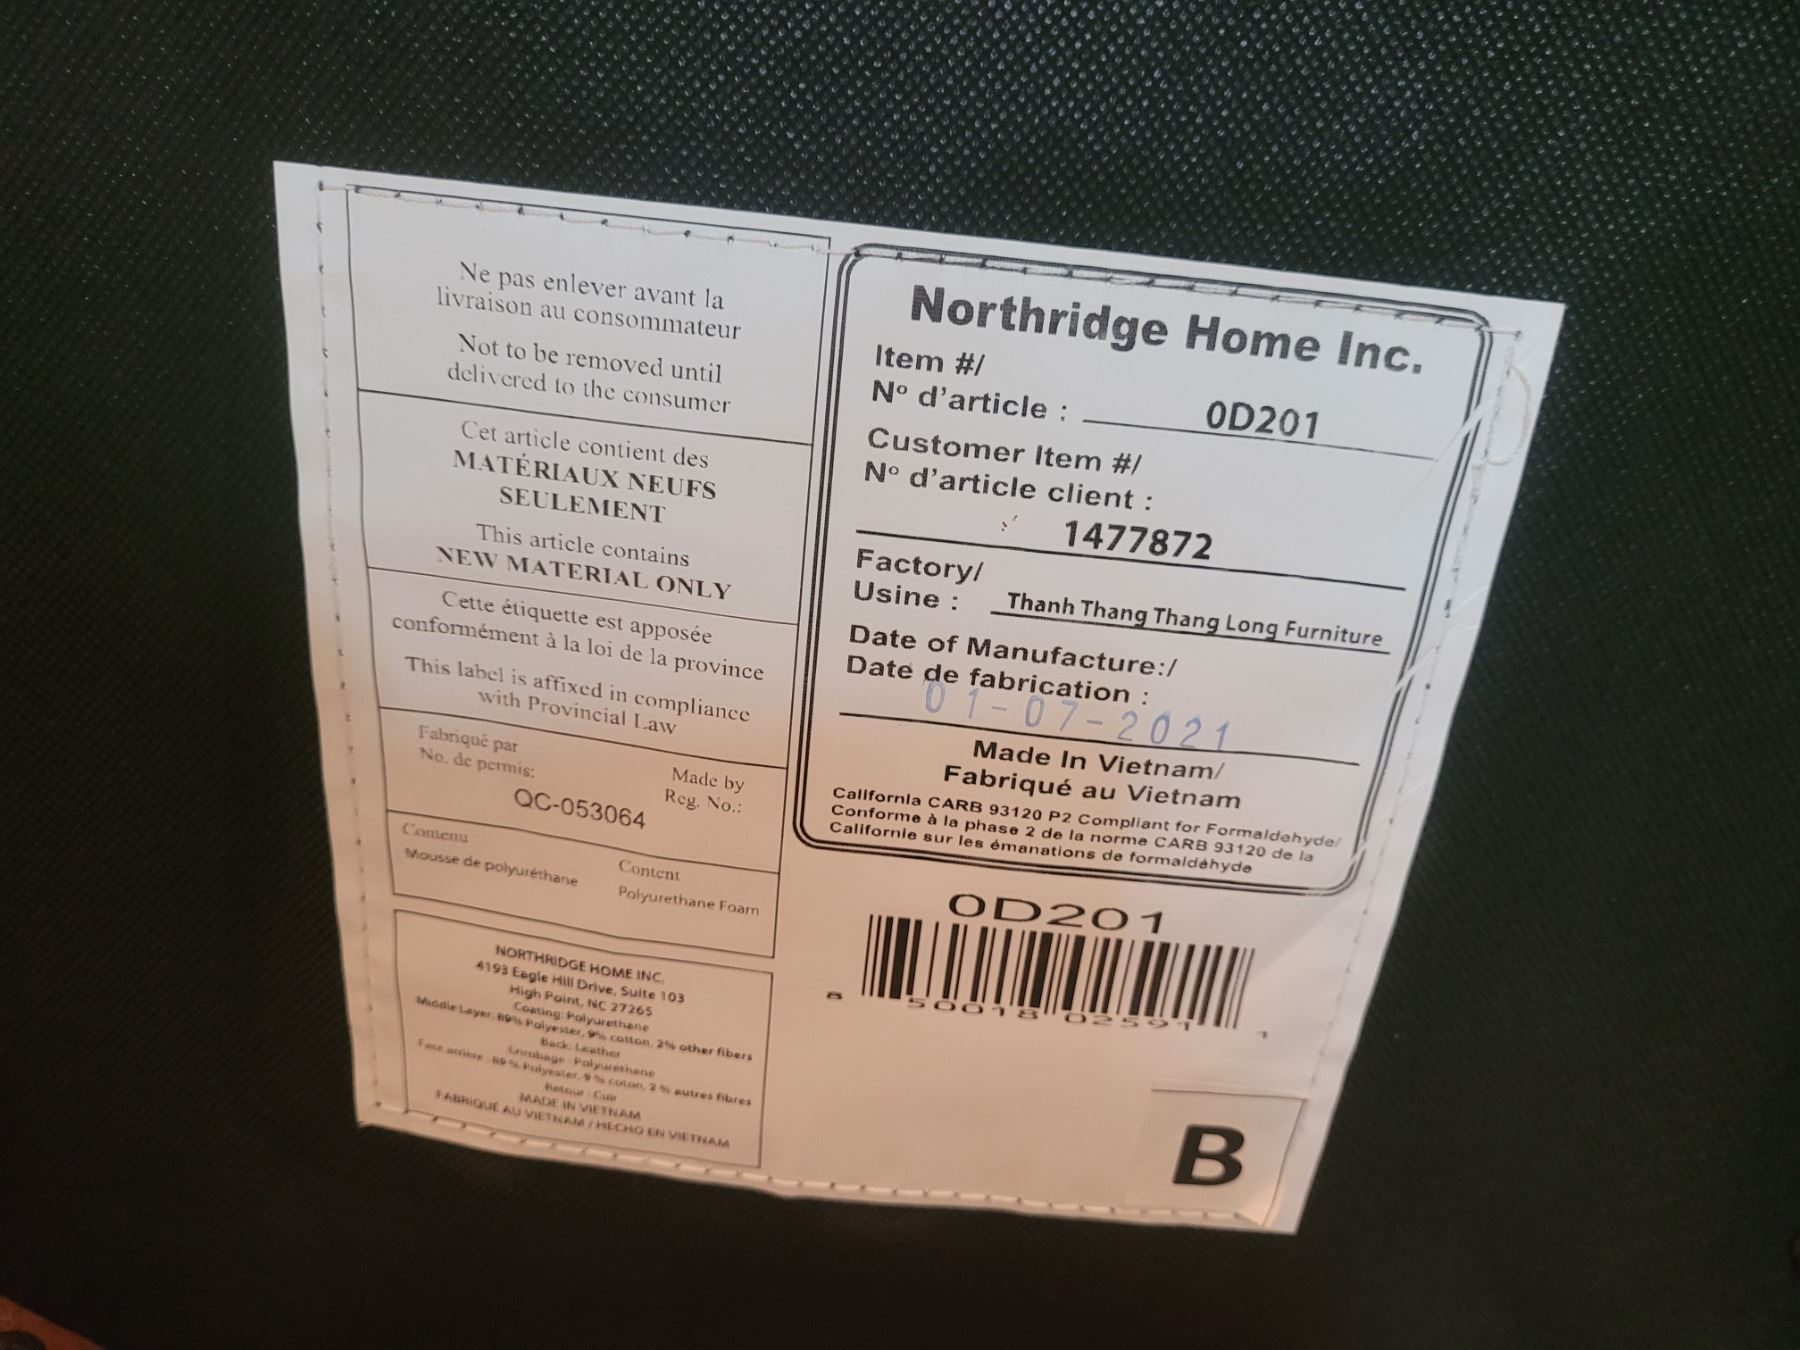 Ne pas enlever avant la
livraison au consommateur
Not to be removed until
delivered to the consumer
Cet article contient des
MATÉRIAUX NEUFS
SEULEMENT
This article contains
NEW MATERIAL ONLY
Cette étiquette est apposée
conformément à la loi de la province
This label is affixed in compliance
with Provincial Law
Fabriqué par
No. de permis:
Made by
Reg. No.:
QC-053064
Contenu
Content
Mousse de polyuréthane
Polyurethane Foam
NORTHRIDGE HOME INC.
4193 Eagle Hill Drive, Suite 103
High Point, NC 27265
Coating: Polyurethane
Middle Layer: 89% Polyester, 9% cotton, 2% other fibers
Back: Leather
Enrobage : Polyuréthane
Face arrière : 89 % Polyester, 9 % coton, 2 % autres fibres
Retour : Cuir
MADE IN VIETNAM
FABRIQUÉ AU VIETNAM / HECHO EN VIETNAM
Northridge Home Inc.
Item #/
Nº d'article : 0D201
Customer Item #/
Nº d'article client :
1477872
Factory/
Usine : Thanh Thang Thang Long Furniture
Date of Manufacture:/
Date de fabrication :
01-07-2021
Made In Vietnam/
Fabriqué au Vietnam
California CARB 93120 P2 Compliant for Formaldehyde/
Conforme à la phase 2 de la norme CARB 93120 de la
Californie sur les émanations de formaldéhyde
0D201
8 50018 02591 1
B